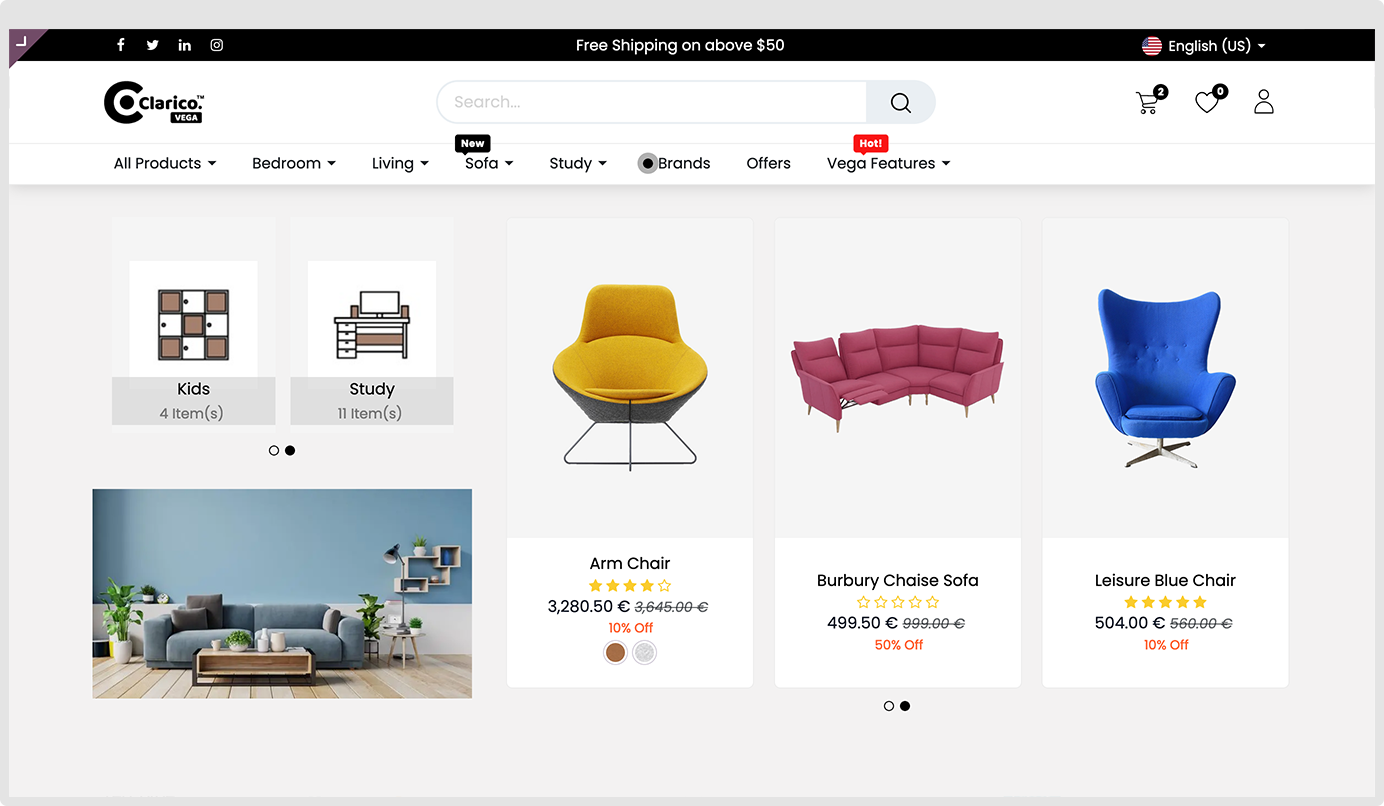 Free Shipping on above $50
English (US)
Clarico.™
VEGA
Search...
2
0
New
Hot!
All Products
Bedroom
Living
Sofa
Study
Brands
Offers
Vega Features
Kids
4 Item(s)
Study
11 Item(s)
Arm Chair
3,280.50 € 3,645.00 €
10% Off
Burbury Chaise Sofa
499.50 € 999.00 €
50% Off
Leisure Blue Chair
504.00 € 560.00 €
10% Off